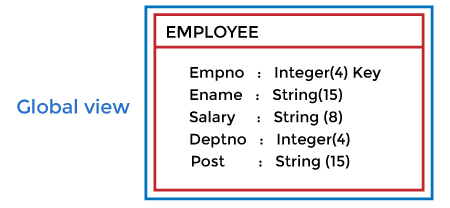 EMPLOYEE
Empno : Integer(4) Key
Ename : String(15)
Global view
Salary : String (8)
Deptno : Integer(4)
Post : String (15)